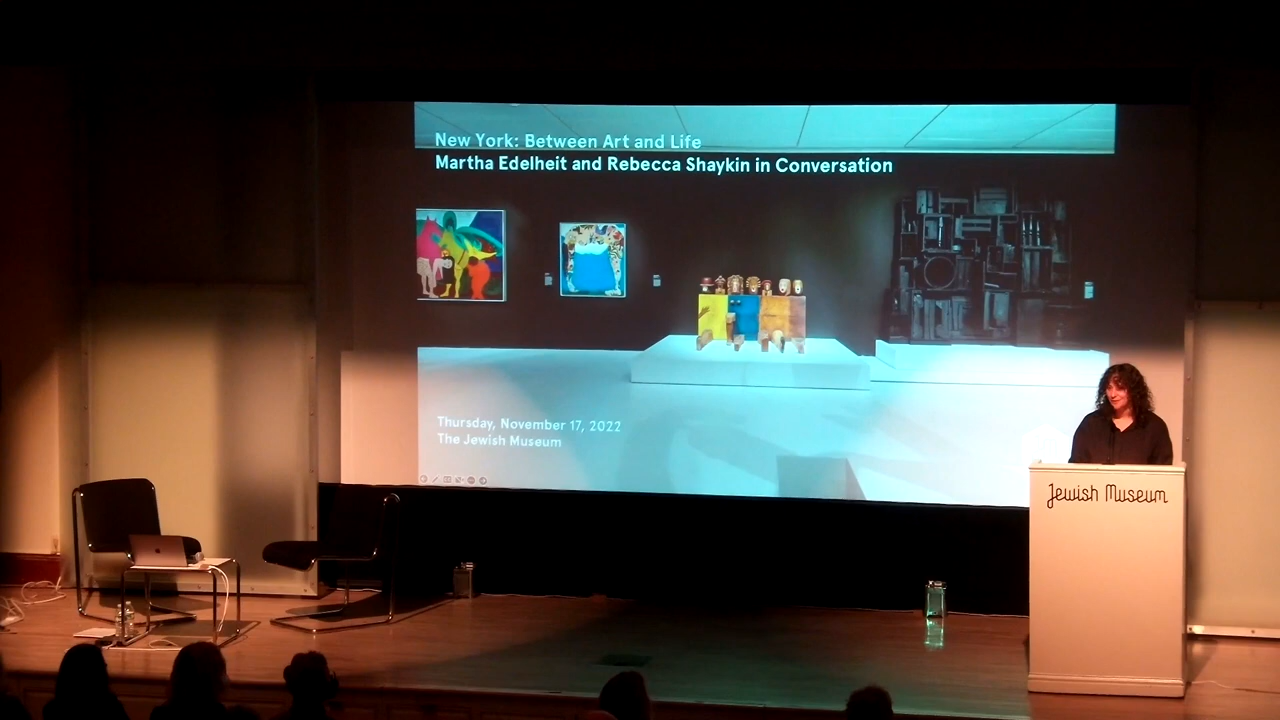 New York: Between Art and Life
Martha Edelheit and Rebecca Shaykin in Conversation
Thursday, November 17, 2022
The Jewish Museum
Jewish Museum